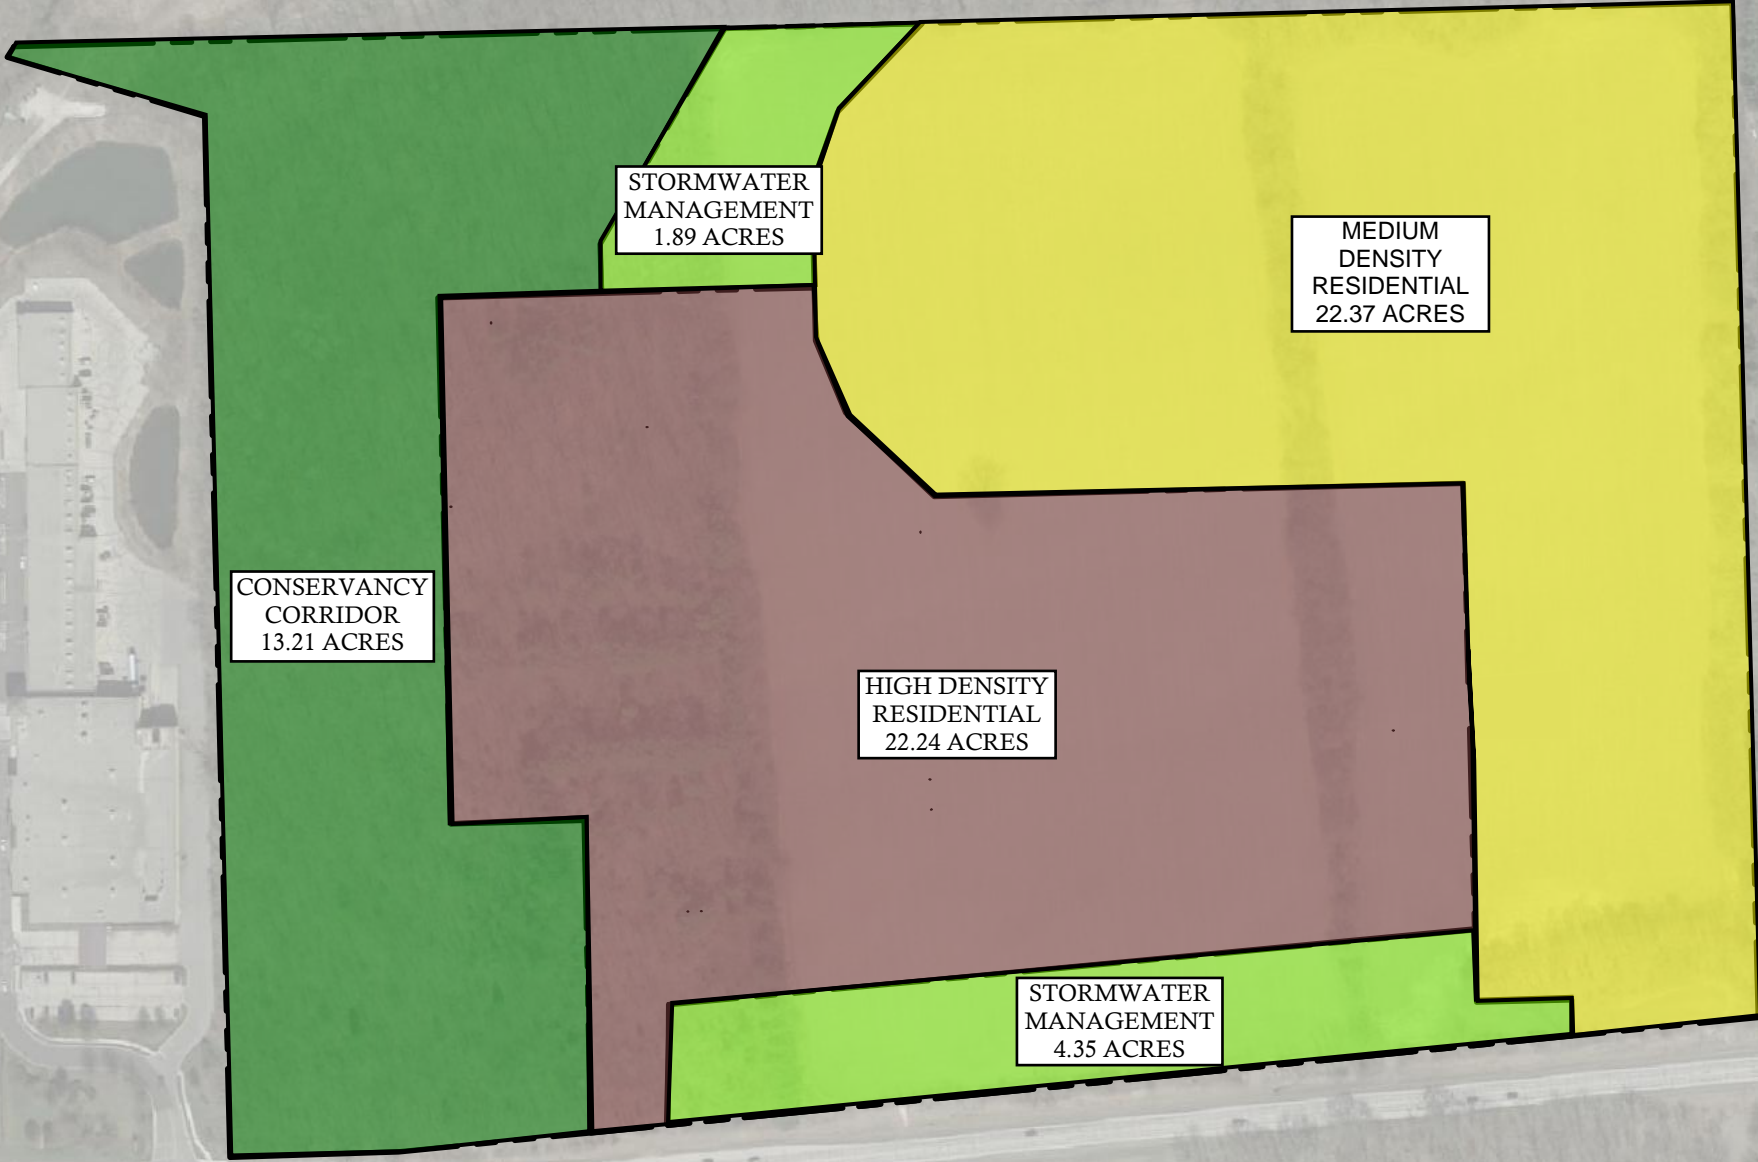 STORMWATER
MANAGEMENT
1.89 ACRES
MEDIUM
DENSITY
RESIDENTIAL
22.37 ACRES
CONSERVANCY
CORRIDOR
13.21 ACRES
HIGH DENSITY
RESIDENTIAL
22.24 ACRES
STORMWATER
MANAGEMENT
4.35 ACRES